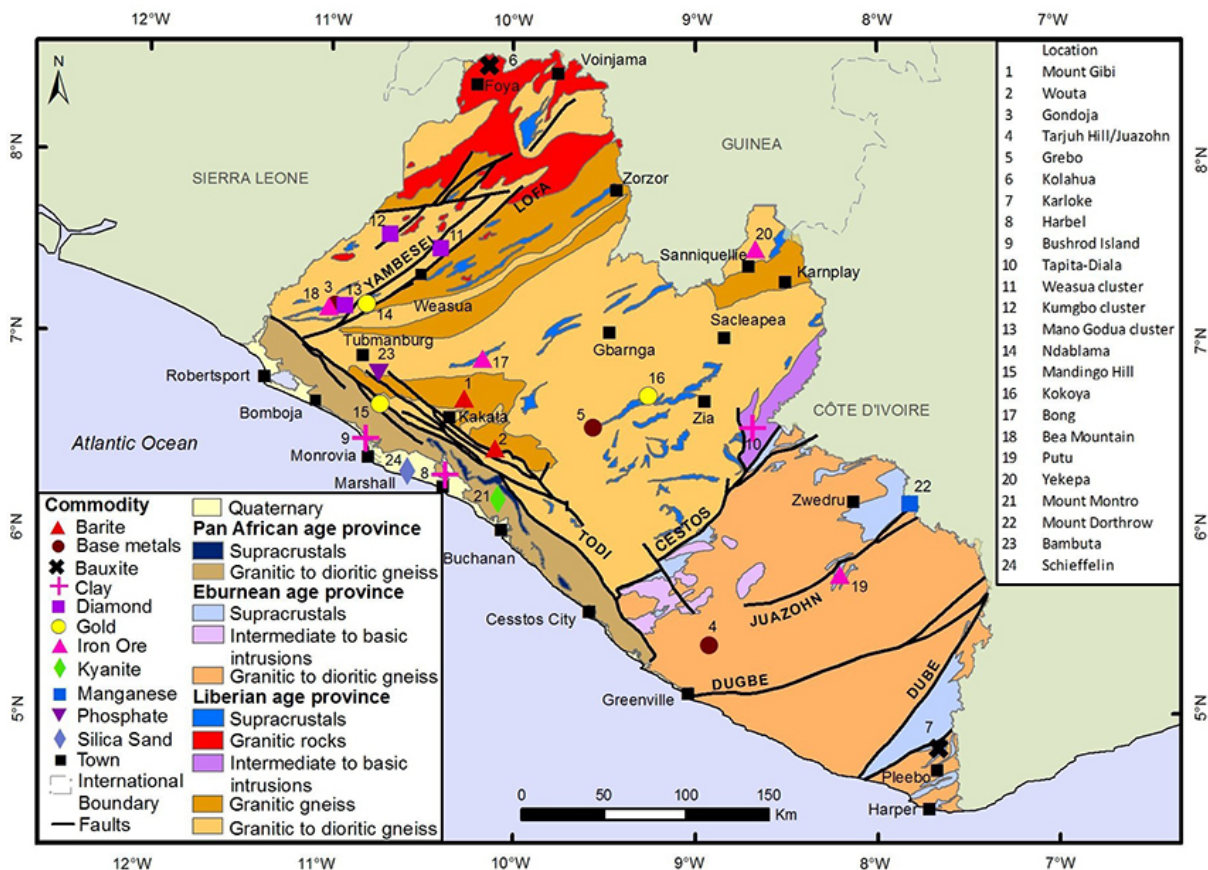 12°W 11°W 10°W 9°W 8°W 7°W
N
8°N
7°N
6°N
5°N
8°N
7°N
6°N
5°N
SIERRA LEONE
GUINEA
CÔTE D'IVOIRE
Atlantic Ocean
6
Voinjama
Foya
Zorzor
LOFA
12
11
YAMBESEI
18 3 13
14
Weasua
20
Sanniquellie
Karnplay
Sacleapea
Gbarnga
Tubmanburg
23
17
Robertsport
1
16
Bomboja
15
Kakata
5
Zia
9
2
10
Monrovia
24
8
Marshall
21
Zwedru
22
CESTOS
TODI
Buchanan
19
JUAZOHN
Cesstos City
4
DUGBE
DUBE
Greenville
7
Pleebo
Harper
Location
1 Mount Gibi
2 Wouta
3 Gondoja
4 Tarjuh Hill/Juazohn
5 Grebo
6 Kolahua
7 Karloke
8 Harbel
9 Bushrod Island
10 Tapita-Diala
11 Weasua cluster
12 Kumgbo cluster
13 Mano Godua cluster
14 Ndablama
15 Mandingo Hill
16 Kokoya
17 Bong
18 Bea Mountain
19 Putu
20 Yekepa
21 Mount Montro
22 Mount Dorthrow
23 Bambuta
24 Schieffelin
Commodity
Barite
Base metals
Bauxite
Clay
Diamond
Gold
Iron Ore
Kyanite
Manganese
Phosphate
Silica Sand
Town
International
Boundary
Faults
Quaternary
Pan African age province
Supracrustals
Granitic to dioritic gneiss
Eburnean age province
Supracrustals
Intermediate to basic
intrusions
Granitic to dioritic gneiss
Liberian age province
Supracrustals
Granitic rocks
Intermediate to basic
intrusions
Granitic gneiss
Granitic to dioritic gneiss
0 50 100 150
Km
12°W 11°W 10°W 9°W 8°W 7°W